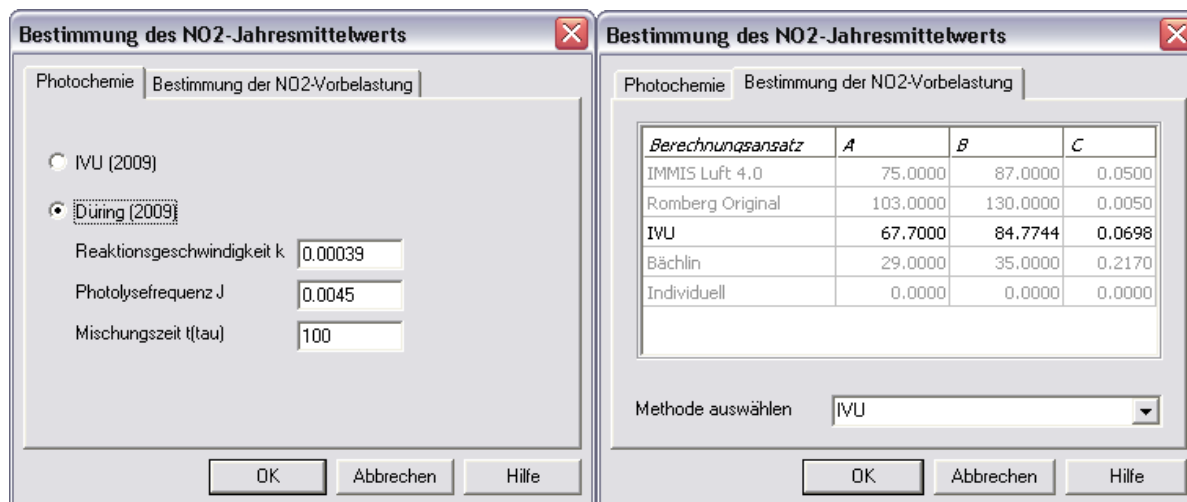 Bestimmung des NO2-Jahresmittelwerts
Photochemie
Bestimmung der NO2-Vorbelastung
IVU (2009)
Düring (2009)
Reaktionsgeschwindigkeit k 0.00039
Photolysefrequenz J 0.0045
Mischungszeit t(tau) 100
OK Abbrechen Hilfe
Bestimmung des NO2-Jahresmittelwerts
Photochemie
Bestimmung der NO2-Vorbelastung
Berechnungsansatz A B C
IMMIS Luft 4.0 75.0000 87.0000 0.0500
Romberg Original 103.0000 130.0000 0.0050
IVU 67.7000 84.7744 0.0698
Bächlin 29.0000 35.0000 0.2170
Individuell 0.0000 0.0000 0.0000
Methode auswählen IVU
OK Abbrechen Hilfe